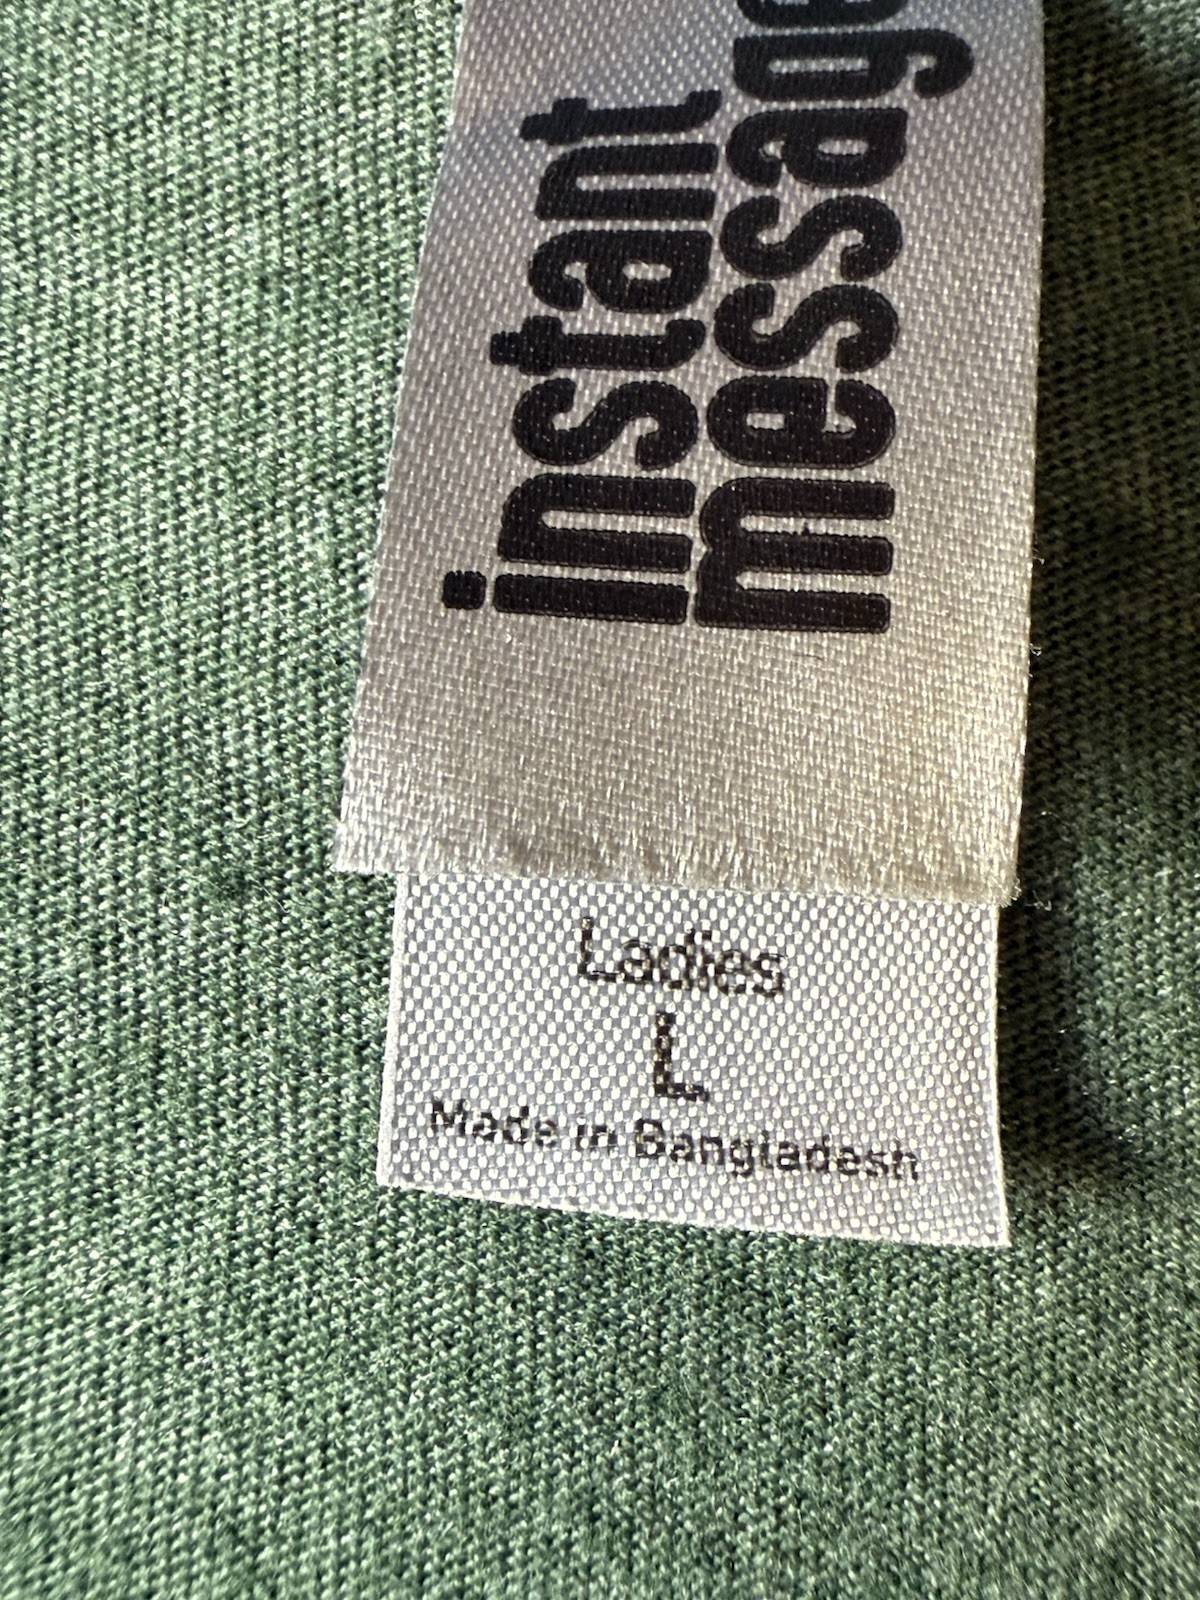 instant
message
Ladies
L
Made in Bangladesh